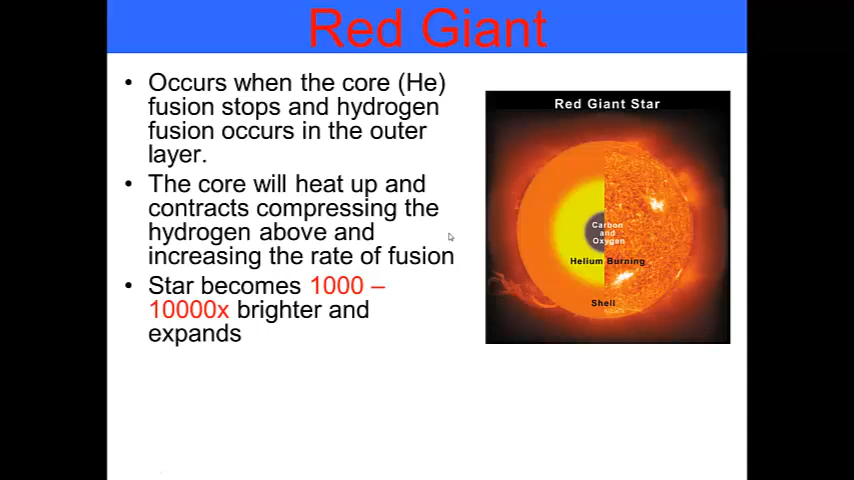 Red Giant
• Occurs when the core (He)
fusion stops and hydrogen
fusion occurs in the outer
layer.
• The core will heat up and
contracts compressing the
hydrogen above and
increasing the rate of fusion
• Star becomes 1000 –
10000x brighter and
expands
Red Giant Star
Carbon
and
Oxygen
Helium Burning
Shell